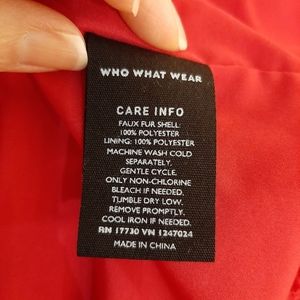 WHO WHAT WEAR
CARE INFO
FAUX FUR SHELL:
100% POLYESTER
LINING: 100% POLYESTER
MACHINE WASH COLD
SEPARATELY.
GENTLE CYCLE.
ONLY NON-CHLORINE
BLEACH IF NEEDED.
TUMBLE DRY LOW.
REMOVE PROMPTLY.
COOL IRON IF NEEDED.
RN 17730 VN 1247024
MADE IN CHINA